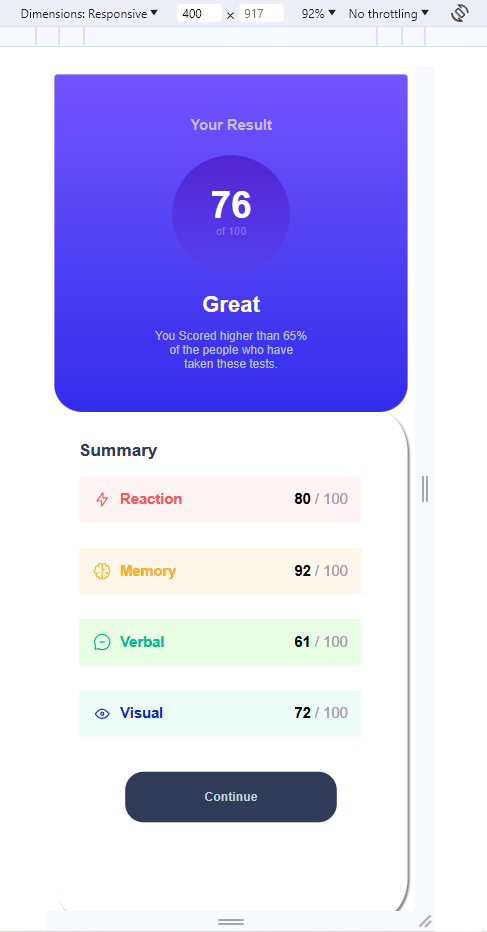 Dimensions: Responsive 400 × 917 92% No throttling
Your Result
76
of 100
Great
You Scored higher than 65%
of the people who have
taken these tests.
Summary
Reaction 80 / 100
Memory 92 / 100
Verbal 61 / 100
Visual 72 / 100
Continue